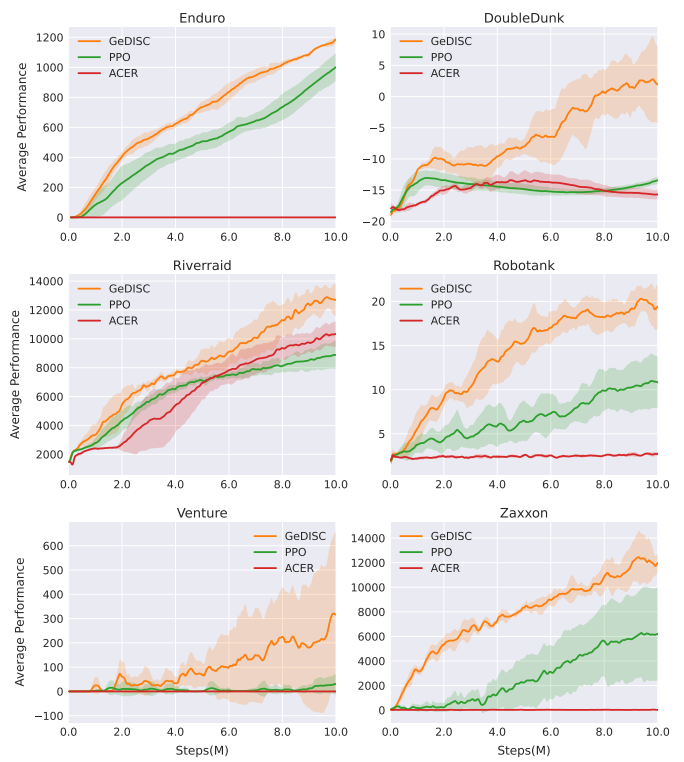 Enduro
1200
1000
800
600
400
200
0
Average Performance
GeDISC
PPO
ACER
0.0 2.0 4.0 6.0 8.0 10.0
DoubleDunk
10
5
0
−5
−10
−15
−20
GeDISC
PPO
ACER
0.0 2.0 4.0 6.0 8.0 10.0
Riverraid
14000
12000
10000
8000
6000
4000
2000
Average Performance
GeDISC
PPO
ACER
0.0 2.0 4.0 6.0 8.0 10.0
Robotank
20
15
10
5
GeDISC
PPO
ACER
0.0 2.0 4.0 6.0 8.0 10.0
Venture
600
500
400
300
200
100
0
−100
Average Performance
GeDISC
PPO
ACER
0.0 2.0 4.0 6.0 8.0 10.0
Steps(M)
Zaxxon
14000
12000
10000
8000
6000
4000
2000
0
GeDISC
PPO
ACER
0.0 2.0 4.0 6.0 8.0 10.0
Steps(M)